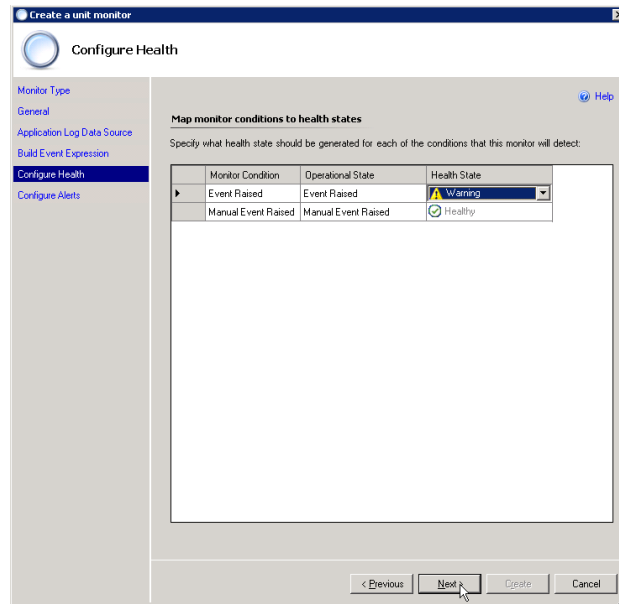 Create a unit monitor
Configure Health
Monitor Type
General
Application Log Data Source
Build Event Expression
Configure Health
Configure Alerts
Help
Map monitor conditions to health states
Specify what health state should be generated for each of the conditions that this monitor will detect:
Monitor Condition Operational State Health State
Event Raised Event Raised Warning
Manual Event Raised Manual Event Raised Healthy
< Previous Next > Create Cancel